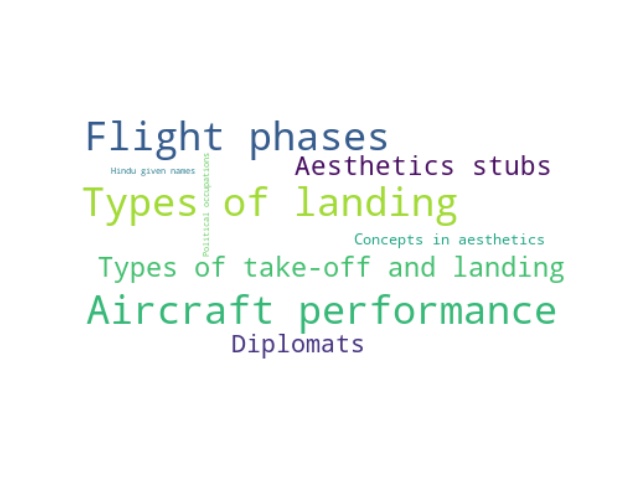 Flight phases
Aesthetics stubs
Hindu given names
Political occupations
Types of landing
Concepts in aesthetics
Types of take-off and landing
Aircraft performance
Diplomats